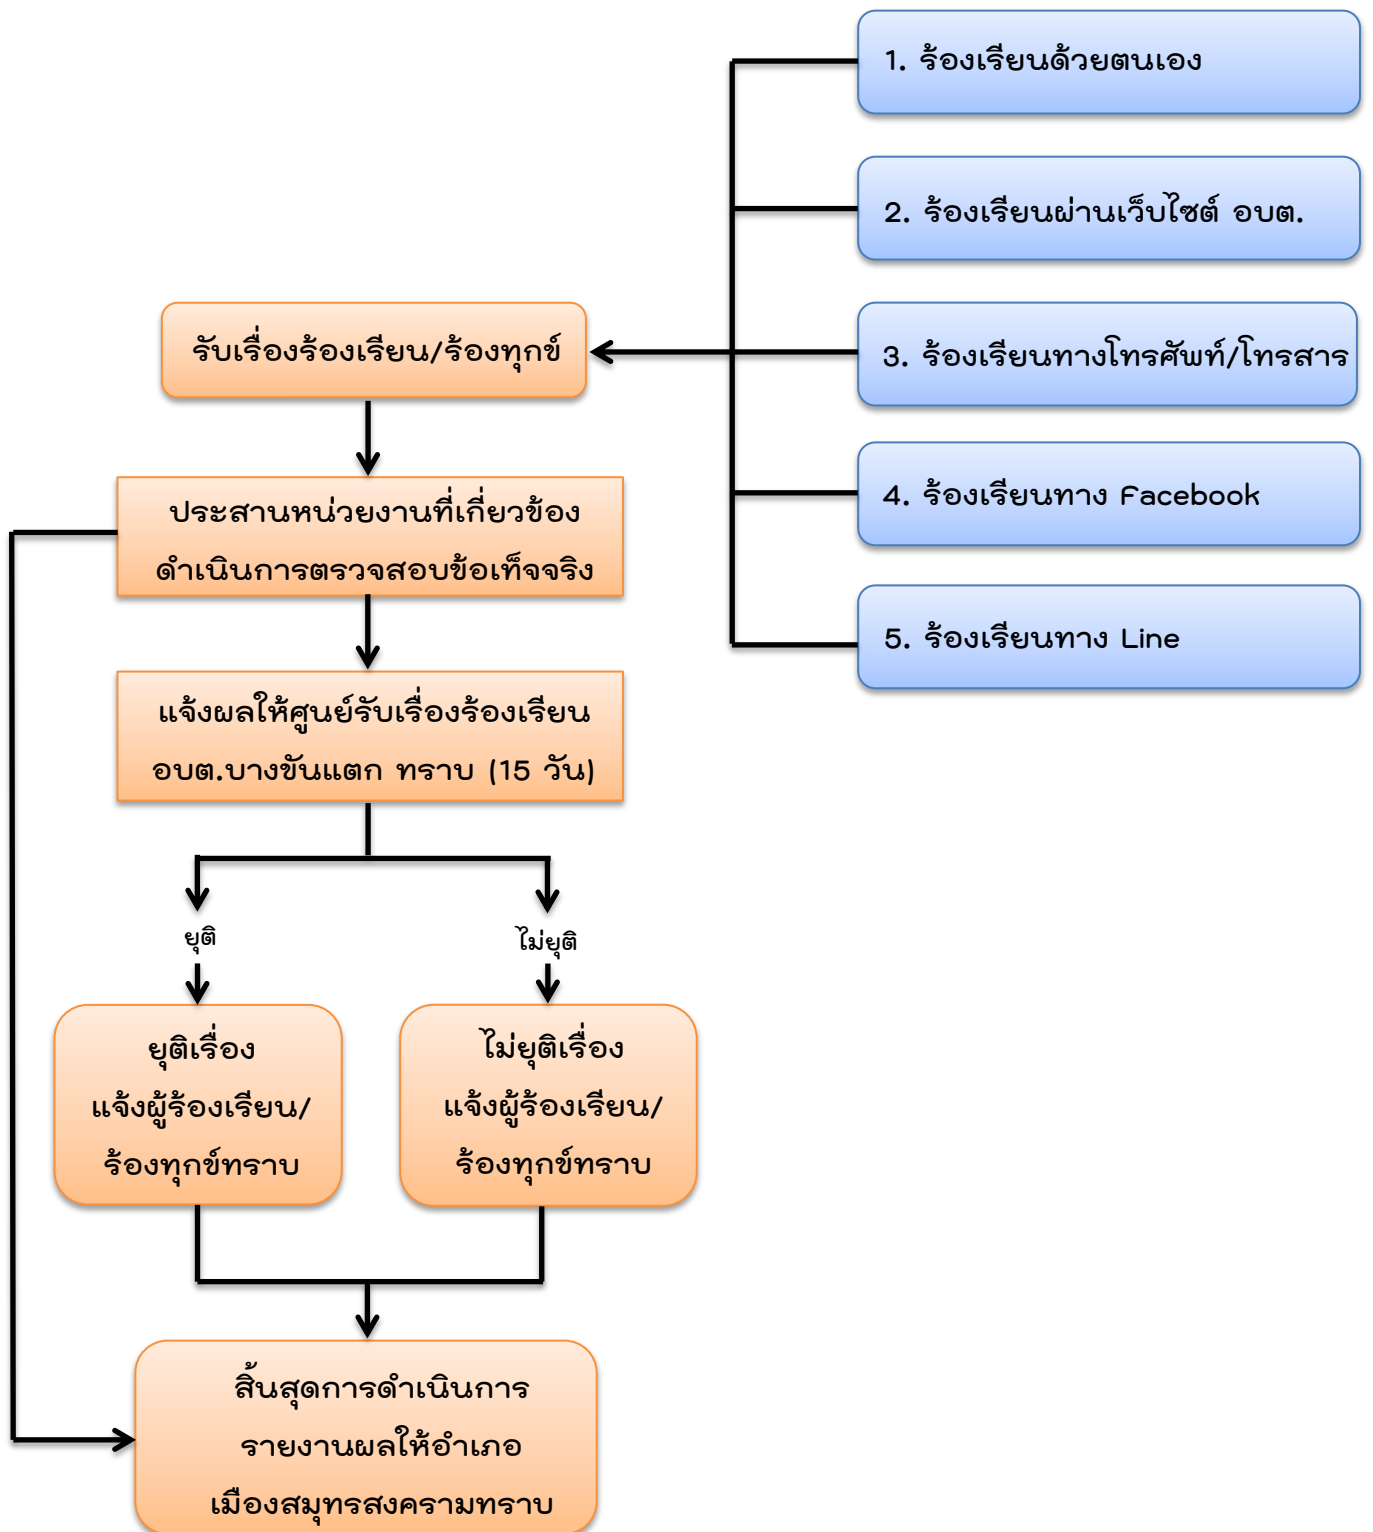 1. ร้องเรียนด้วยตนเอง
2. ร้องเรียนผ่านเว็บไซต์ อบต.
3. ร้องเรียนทางโทรศัพท์/โทรสาร
4. ร้องเรียนทาง Facebook
5. ร้องเรียนทาง Line
รับเรื่องร้องเรียน/ร้องทุกข์
ประสานหน่วยงานที่เกี่ยวข้อง
ดำเนินการตรวจสอบข้อเท็จจริง
แจ้งผลให้ศูนย์รับเรื่องร้องเรียน
อบต.บางขันแตก ทราบ (15 วัน)
ยุติ
ไม่ยุติ
ยุติเรื่อง
แจ้งผู้ร้องเรียน/
ร้องทุกข์ทราบ
ไม่ยุติเรื่อง
แจ้งผู้ร้องเรียน/
ร้องทุกข์ทราบ
สิ้นสุดการดำเนินการ
รายงานผลให้อำเภอ
เมืองสมุทรสงครามทราบ